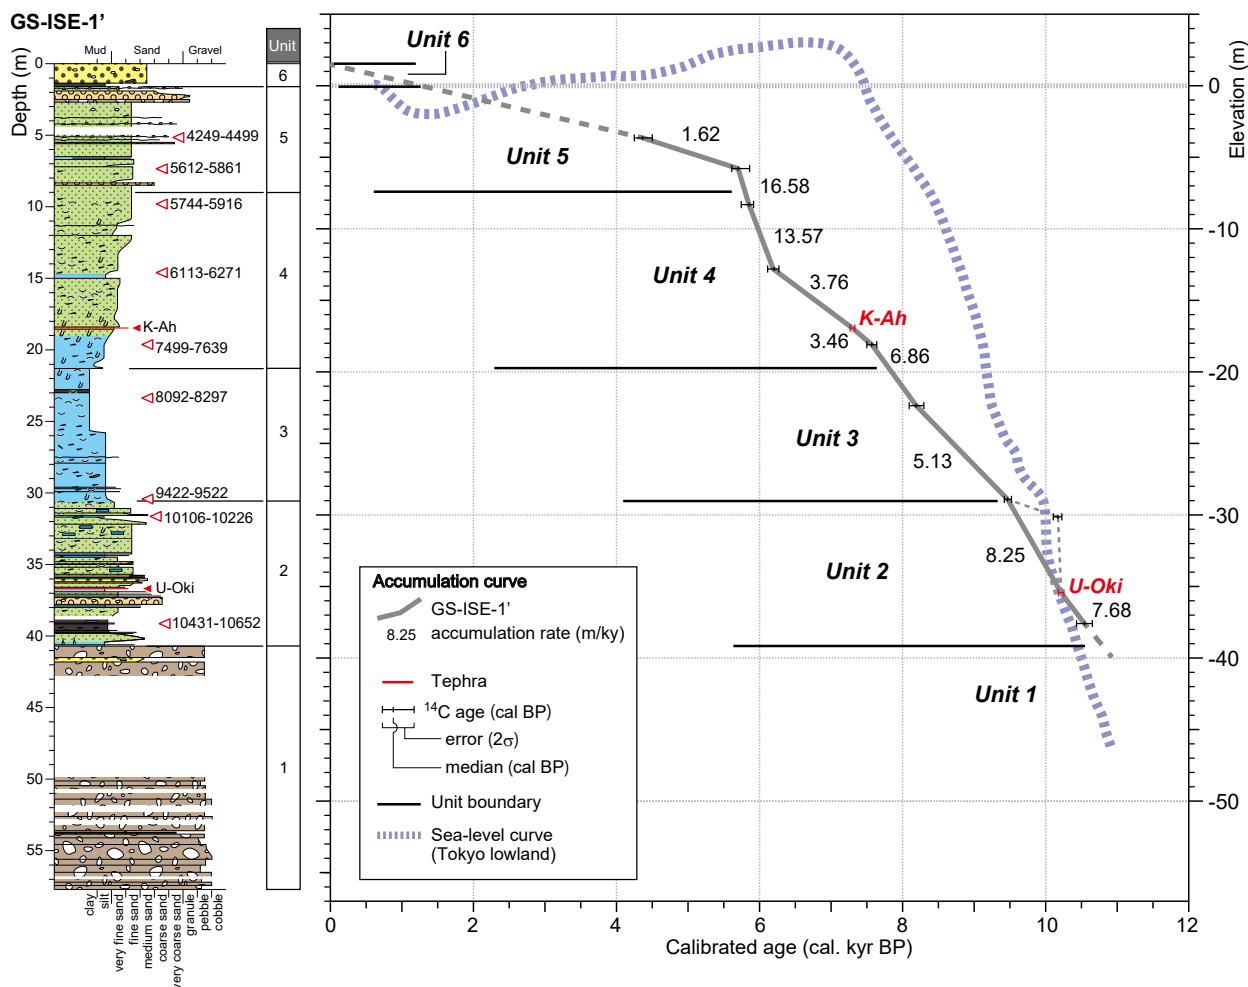 GS-ISE-1'
Mud Sand Gravel
Depth (m)
Unit
0
5
10
15
20
25
30
35
40
45
50
55
4249-4499
5612-5861
5744-5916
6113-6271
K-Ah
7499-7639
8092-8297
9422-9522
10106-10226
U-Oki
10431-10652
6
5
4
3
2
1
clay
silt
very fine sand
fine sand
medium sand
coarse sand
very coarse sand
granule
pebble
cobble
Unit 6
Unit 5
Unit 4
Unit 3
Unit 2
Unit 1
1.62
16.58
13.57
3.76
K-Ah
3.46
6.86
5.13
8.25
U-Oki
7.68
Accumulation curve
GS-ISE-1'
8.25 accumulation rate (m/ky)
Tephra
14C age (cal BP)
error (2σ)
median (cal BP)
Unit boundary
Sea-level curve
(Tokyo lowland)
0 2 4 6 8 10 12
Calibrated age (cal. kyr BP)
Elevation (m)
0
-10
-20
-30
-40
-50